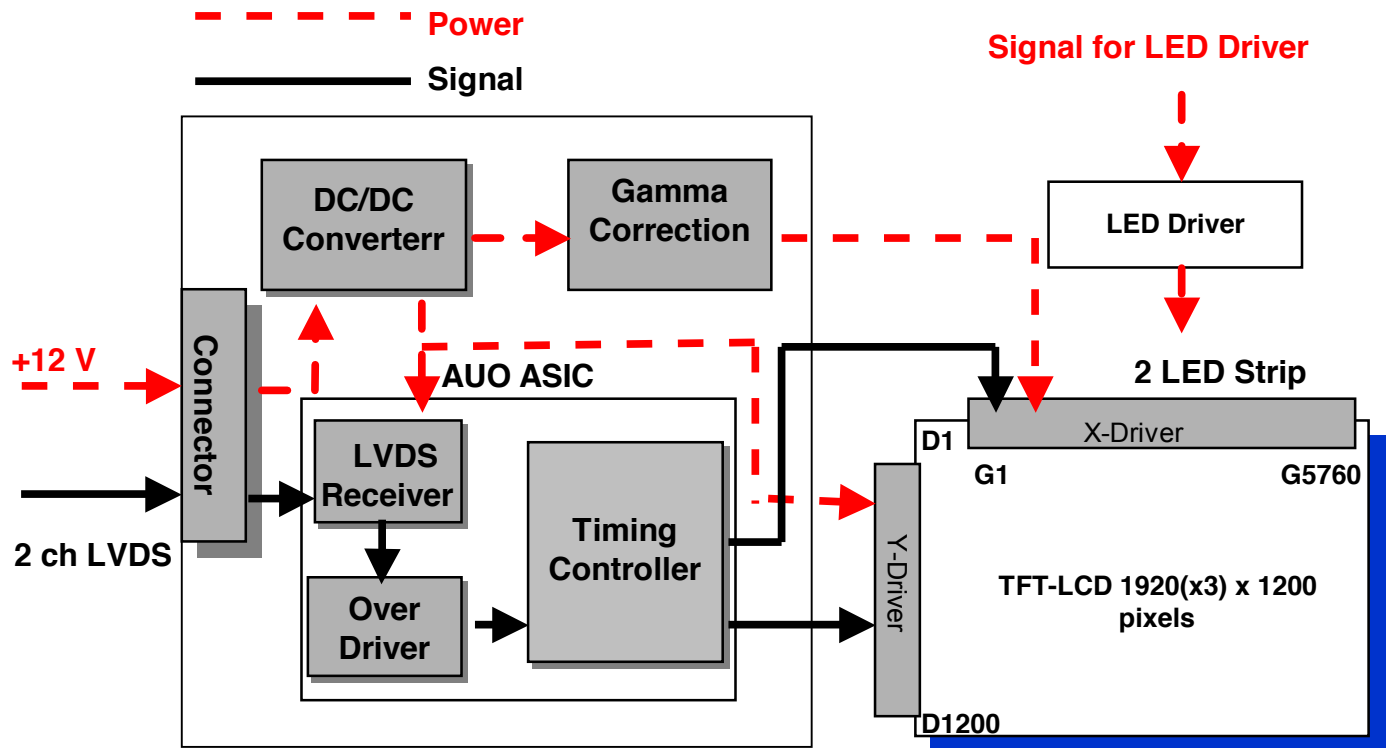 Power
Signal
Signal for LED Driver
DC/DC
Converterr
Gamma
Correction
LED Driver
Connector
+12 V
2 ch LVDS
AUO ASIC
LVDS
Receiver
Over
Driver
Timing
Controller
2 LED Strip
X-Driver
D1
G1
G5760
Y-Driver
TFT-LCD 1920(x3) x 1200
pixels
D1200